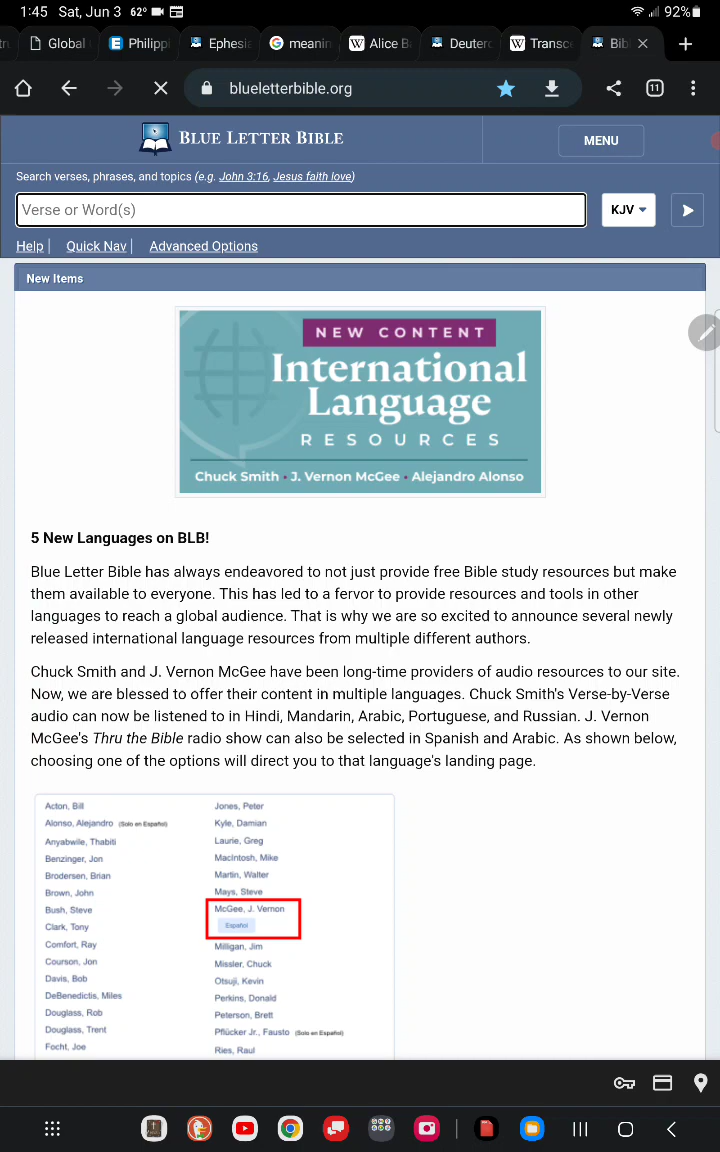 1:45 Sat, Jun 3 62° 92%
Global Philippi Ephesia meanin Alice B Deuterc Transce Bib
blueletterbible.org 11
BLUE LETTER BIBLE MENU
Search verses, phrases, and topics (e.g. John 3:16, Jesus faith love)
Verse or Word(s) KJV
Help | Quick Nav | Advanced Options
New Items
NEW CONTENT
International
Language
RESOURCES
Chuck Smith • J. Vernon McGee • Alejandro Alonso
5 New Languages on BLB!
Blue Letter Bible has always endeavored to not just provide free Bible study resources but make
them available to everyone. This has led to a fervor to provide resources and tools in other
languages to reach a global audience. That is why we are so excited to announce several newly
released international language resources from multiple different authors.
Chuck Smith and J. Vernon McGee have been long-time providers of audio resources to our site.
Now, we are blessed to offer their content in multiple languages. Chuck Smith's Verse-by-Verse
audio can now be listened to in Hindi, Mandarin, Arabic, Portuguese, and Russian. J. Vernon
McGee's Thru the Bible radio show can also be selected in Spanish and Arabic. As shown below,
choosing one of the options will direct you to that language's landing page.
Acton, Bill
Alonso, Alejandro (Solo en Español)
Anyabwile, Thabiti
Benzinger, Jon
Brodersen, Brian
Brown, John
Bush, Steve
Clark, Tony
Comfort, Ray
Courson, Jon
Davis, Bob
DeBenedictis, Miles
Douglass, Rob
Douglass, Trent
Focht, Joe
Jones, Peter
Kyle, Damian
Laurie, Greg
MacIntosh, Mike
Martin, Walter
Mays, Steve
McGee, J. Vernon
Español
Milligan, Jim
Missler, Chuck
Otsuji, Kevin
Perkins, Donald
Peterson, Brett
Pflücker Jr., Fausto (Solo en Español)
Ries, Raul